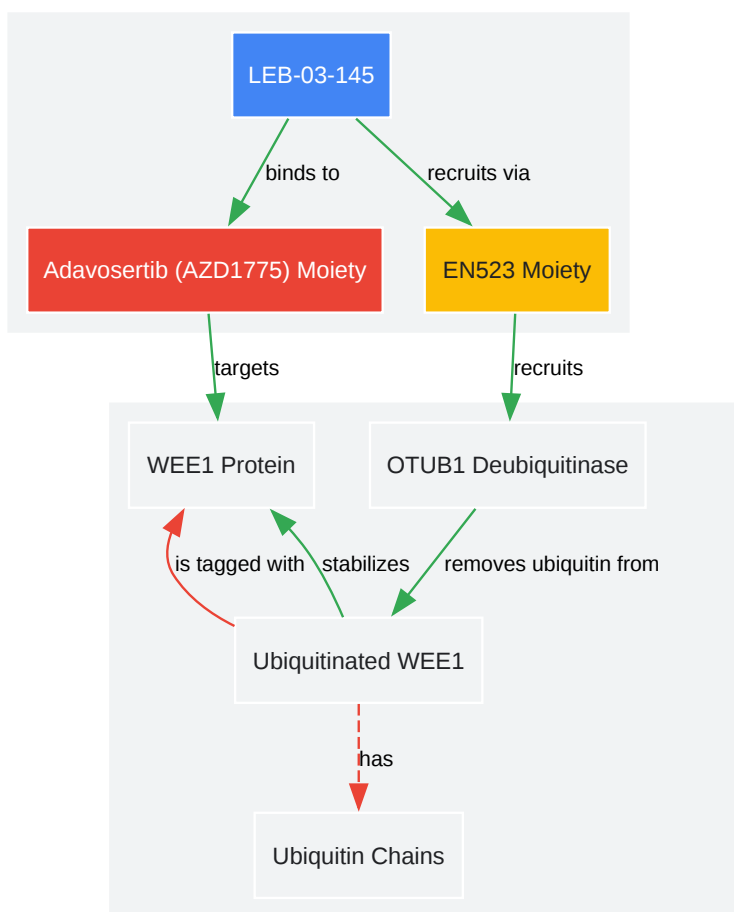 LEB-03-145
binds to
recruits via
Adavosertib (AZD1775) Moiety
EN523 Moiety
targets
recruits
WEE1 Protein
OTUB1 Deubiquitinase
is tagged with
stabilizes
removes ubiquitin from
Ubiquitinated WEE1
has
Ubiquitin Chains